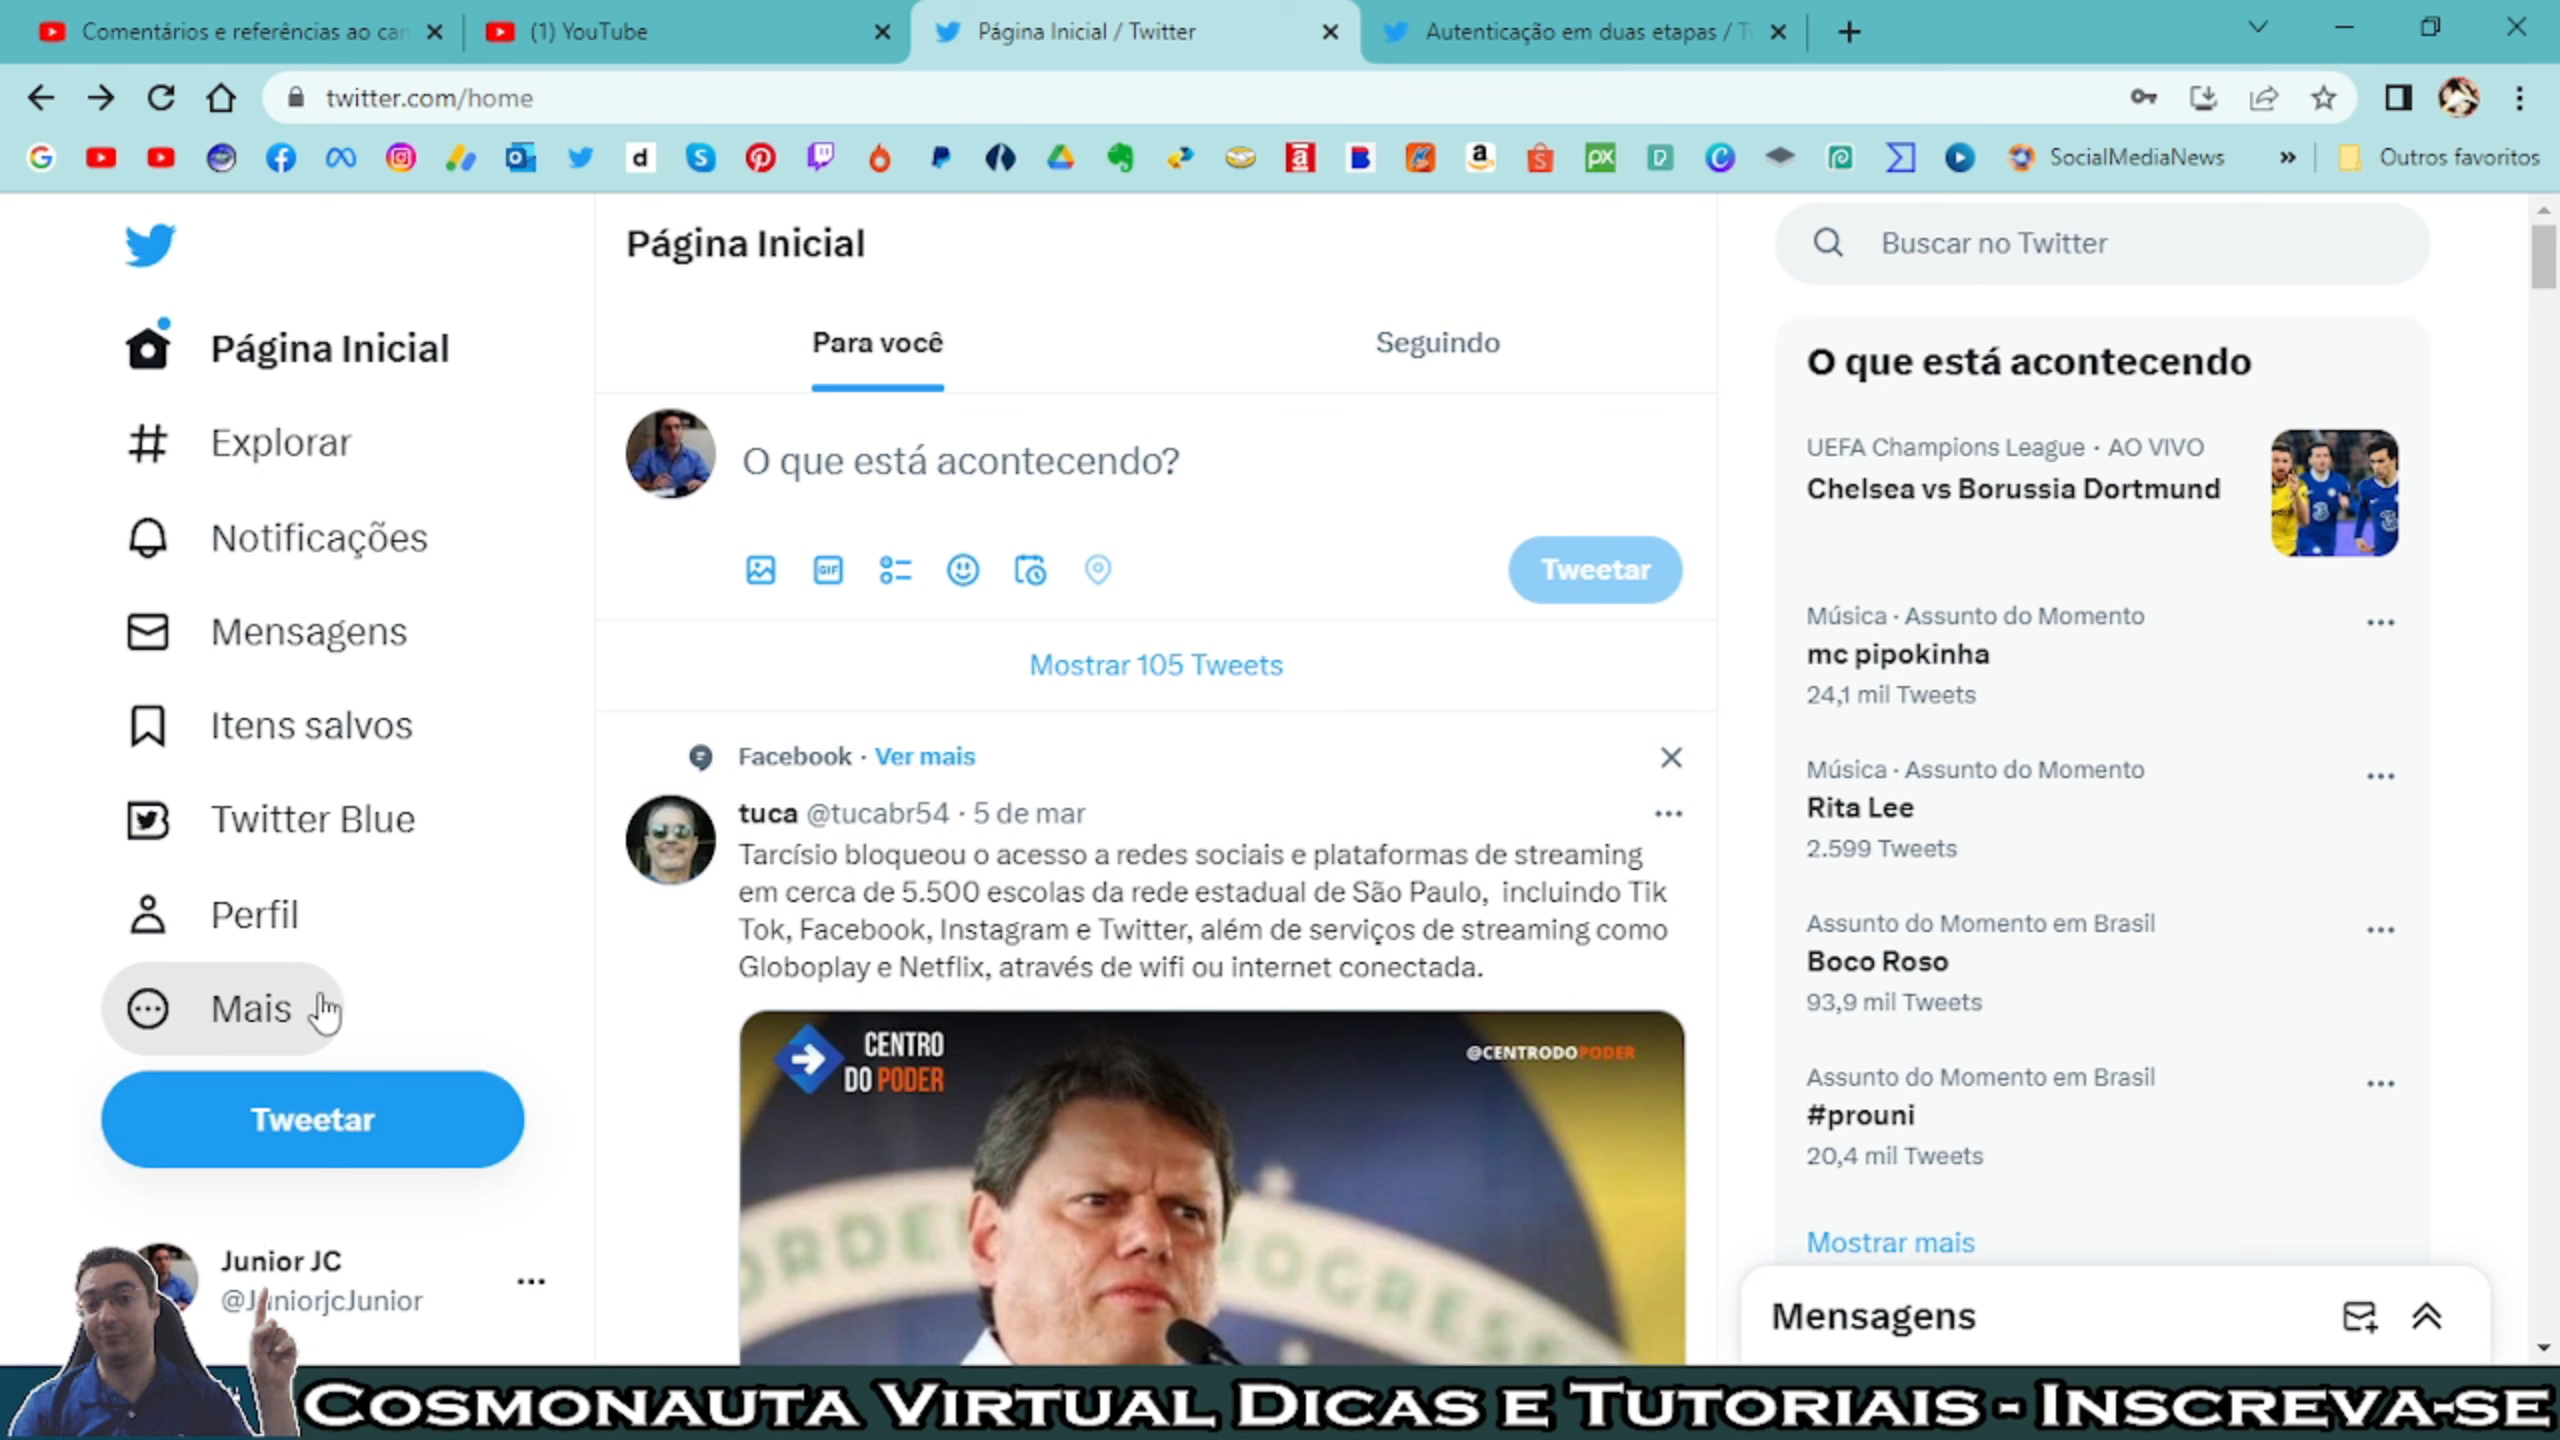 Comentários e referências ao can
(1) YouTube
Página Inicial / Twitter
Autenticação em duas etapas / T
twitter.com/home
SocialMediaNews
Outros favoritos
Página Inicial
Explorar
Notificações
Mensagens
Itens salvos
Twitter Blue
Perfil
Mais
Tweetar
Junior JC
@JuniorjcJunior
Página Inicial
Para você
Seguindo
O que está acontecendo?
GIF
Tweetar
Mostrar 105 Tweets
Facebook · Ver mais
tuca @tucabr54 · 5 de mar
Tarcísio bloqueou o acesso a redes sociais e plataformas de streaming
em cerca de 5.500 escolas da rede estadual de São Paulo, incluindo Tik
Tok, Facebook, Instagram e Twitter, além de serviços de streaming como
Globoplay e Netflix, através de wifi ou internet conectada.
CENTRO
DO PODER
@CENTRODOPODER
Buscar no Twitter
O que está acontecendo
UEFA Champions League · AO VIVO
Chelsea vs Borussia Dortmund
Música · Assunto do Momento
mc pipokinha
24,1 mil Tweets
Música · Assunto do Momento
Rita Lee
2.599 Tweets
Assunto do Momento em Brasil
Boco Roso
93,9 mil Tweets
Assunto do Momento em Brasil
#prouni
20,4 mil Tweets
Mostrar mais
Mensagens
COSMONAUTA VIRTUAL DICAS E TUTORIAIS - INSCREVA-SE